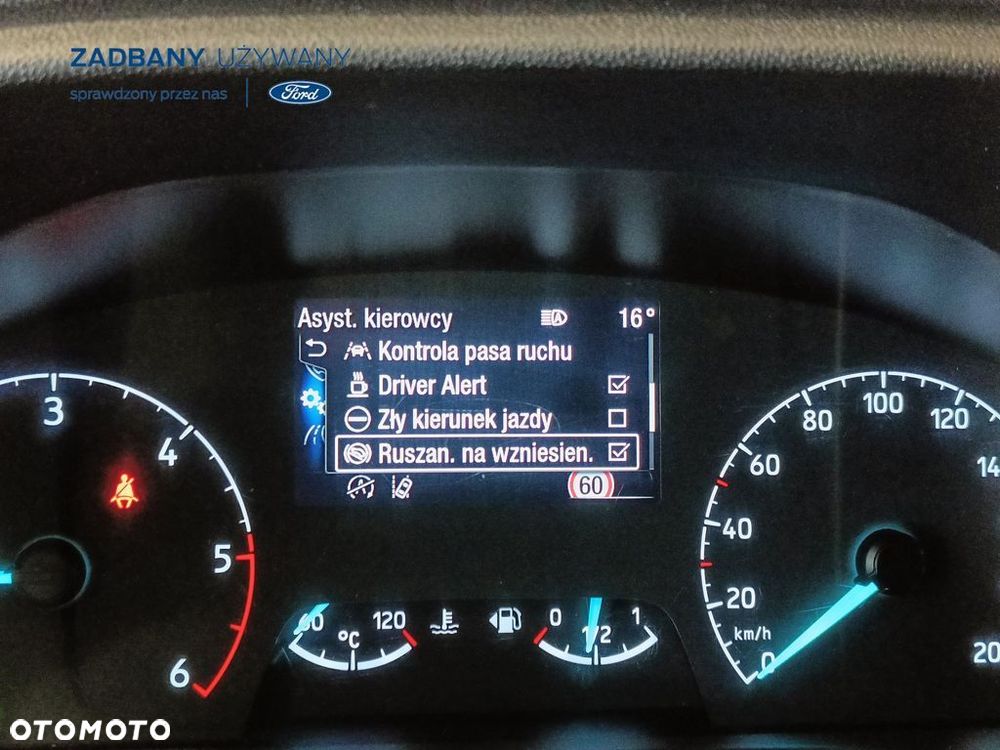 ZADBANY UŻYWANY
sprawdzony przez nas
Ford
Asyst. kierowcy 16°
Kontrola pasa ruchu
Driver Alert
Zły kierunek jazdy
Ruszan. na wzniesien.
60
3
4
5
6
60 120
°C
0 1/2 1
0
20
40
60
80
100
120
14
20
km/h
OTOMOTO